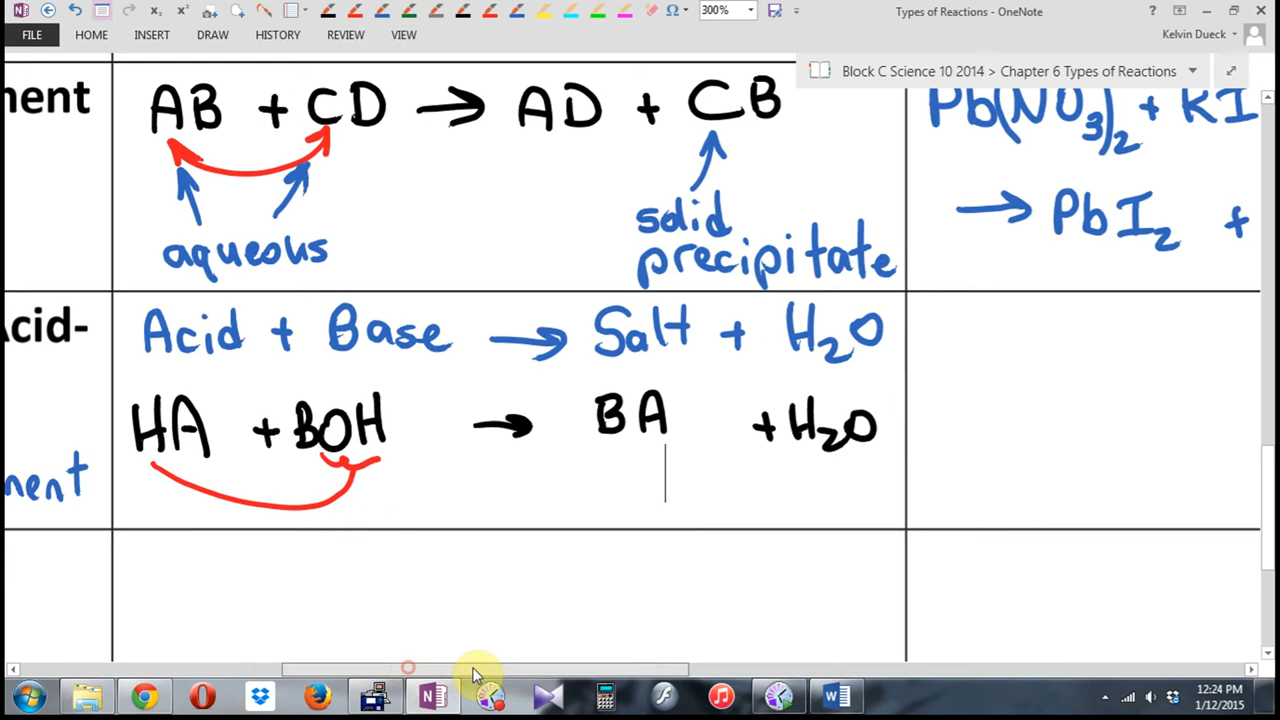 300%
Types of Reactions - OneNote
FILE HOME INSERT DRAW HISTORY REVIEW VIEW
Kelvin Dueck
Block C Science 10 2014 > Chapter 6 Types of Reactions
ment
AB + CD → AD + CB
Pb(NO3)2 + KI
aqueous
solid
precipitate
→ PbI2 +
Acid-
Acid + Base → Salt + H2O
HA + BOH → BA + H2O
ment
12:24 PM
1/12/2015